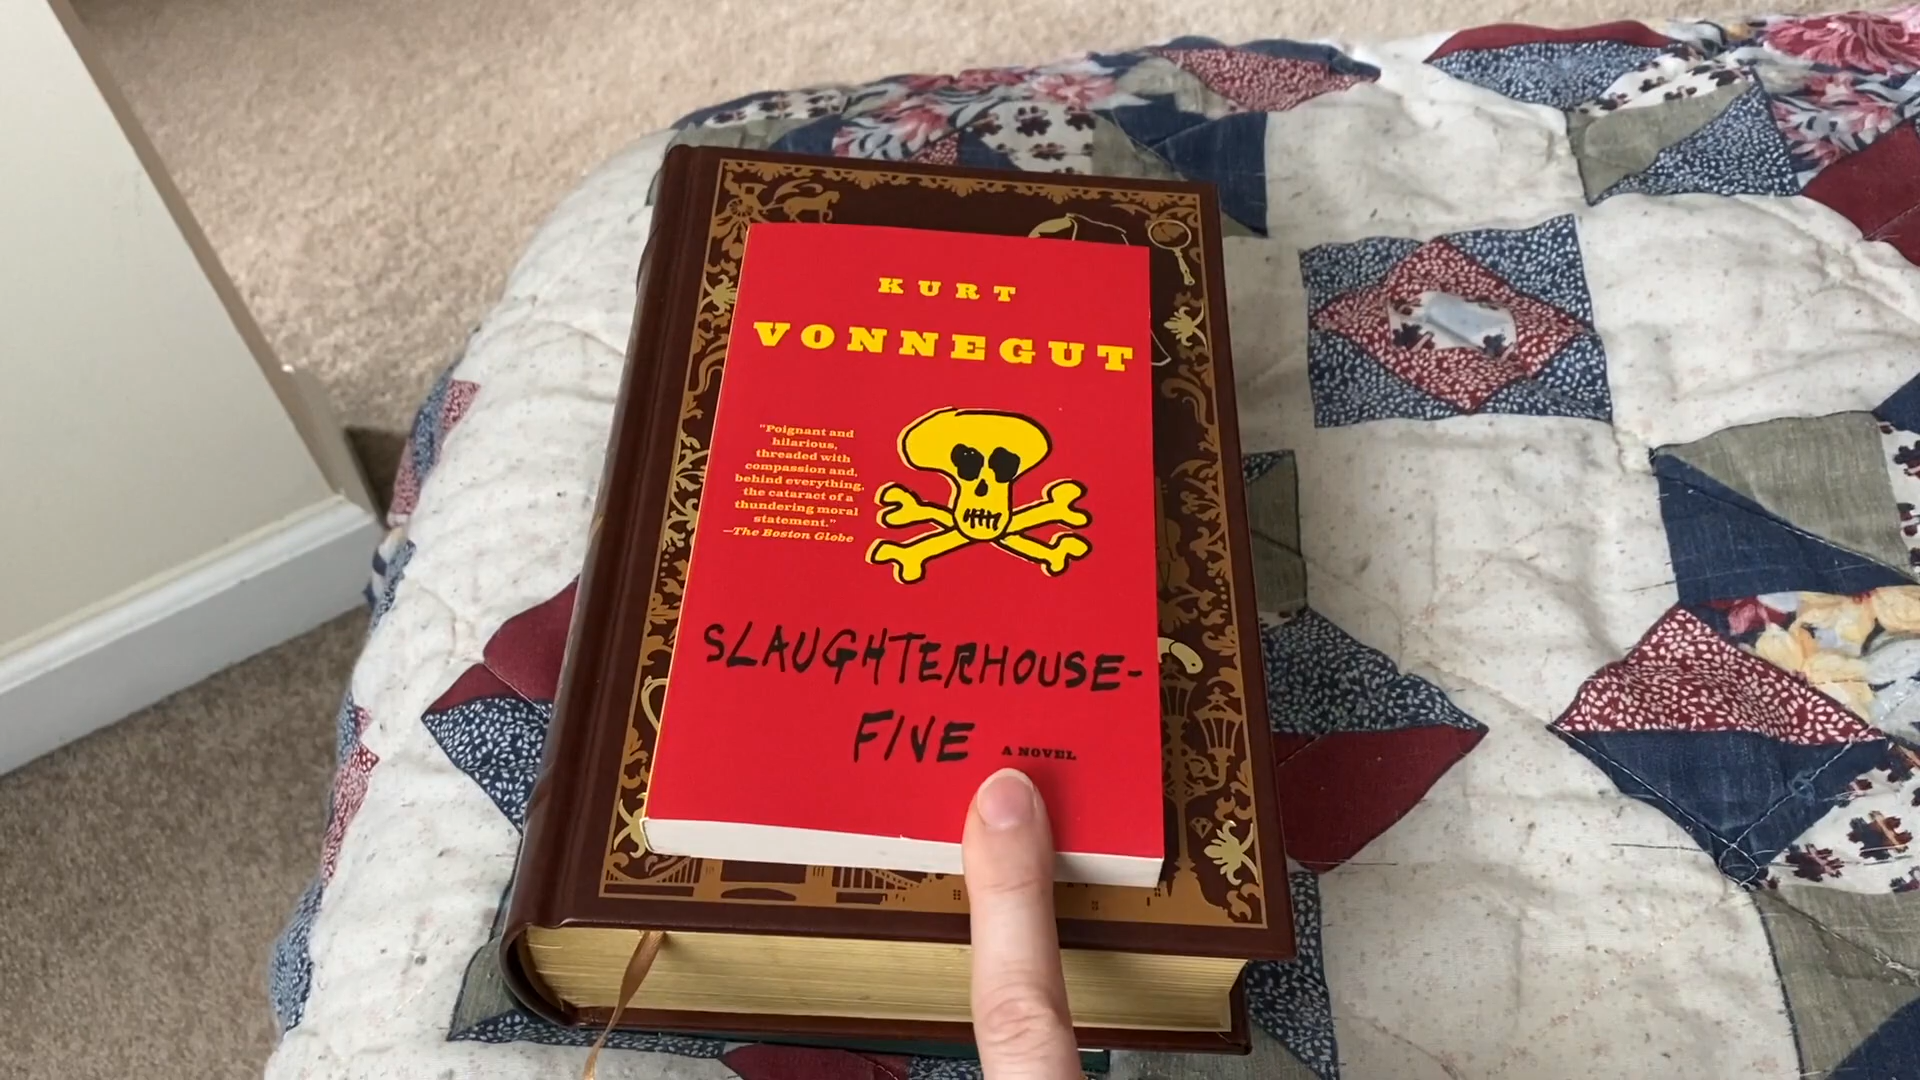 KURT
VONNEGUT
"Poignant and
hilarious,
threaded with
compassion and,
behind everything,
the cataract of a
thundering moral
statement."
—The Boston Globe
SLAUGHTERHOUSE-
FIVE A NOVEL